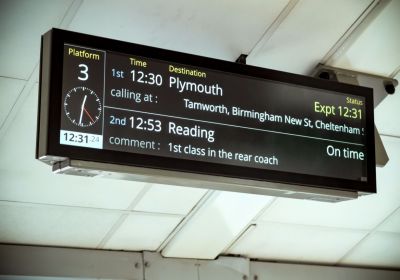 Platform
3
12:31:24
Time Destination Status
1st 12:30 Plymouth Expt 12:31
calling at : Tamworth, Birmingham New St, Cheltenham S
2nd 12:53 Reading On time
comment : 1st class in the rear coach